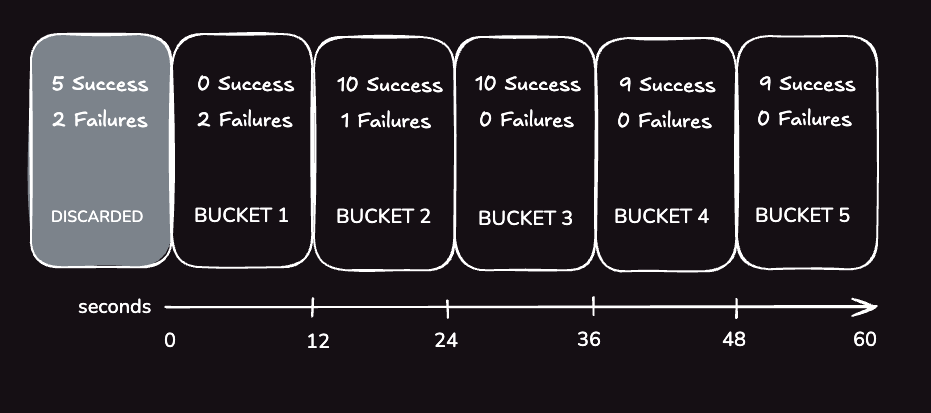 5 Success
2 Failures
DISCARDED
0 Success
2 Failures
BUCKET 1
10 Success
1 Failures
BUCKET 2
10 Success
0 Failures
BUCKET 3
9 Success
0 Failures
BUCKET 4
9 Success
0 Failures
BUCKET 5
seconds
0 12 24 36 48 60